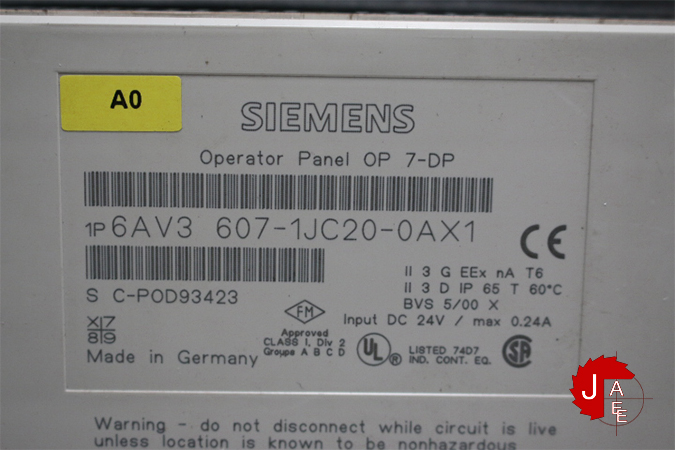 A0
SIEMENS
Operator Panel OP 7-DP
1P 6AV3 607-1JC20-0AX1
CE
S C-POD93423
II 3 G EEx nA T6
II 3 D IP 65 T 60°C
BVS 5/00 X
Input DC 24V / max 0.24A
X 7
8 9
Made in Germany
FM
Approved
CLASS I, Div 2
Groups A B C D
UL ®
LISTED 74D7
IND. CONT. EQ.
SA
Warning - do not disconnect while circuit is live
unless location is known to be nonhazardous
J A E E